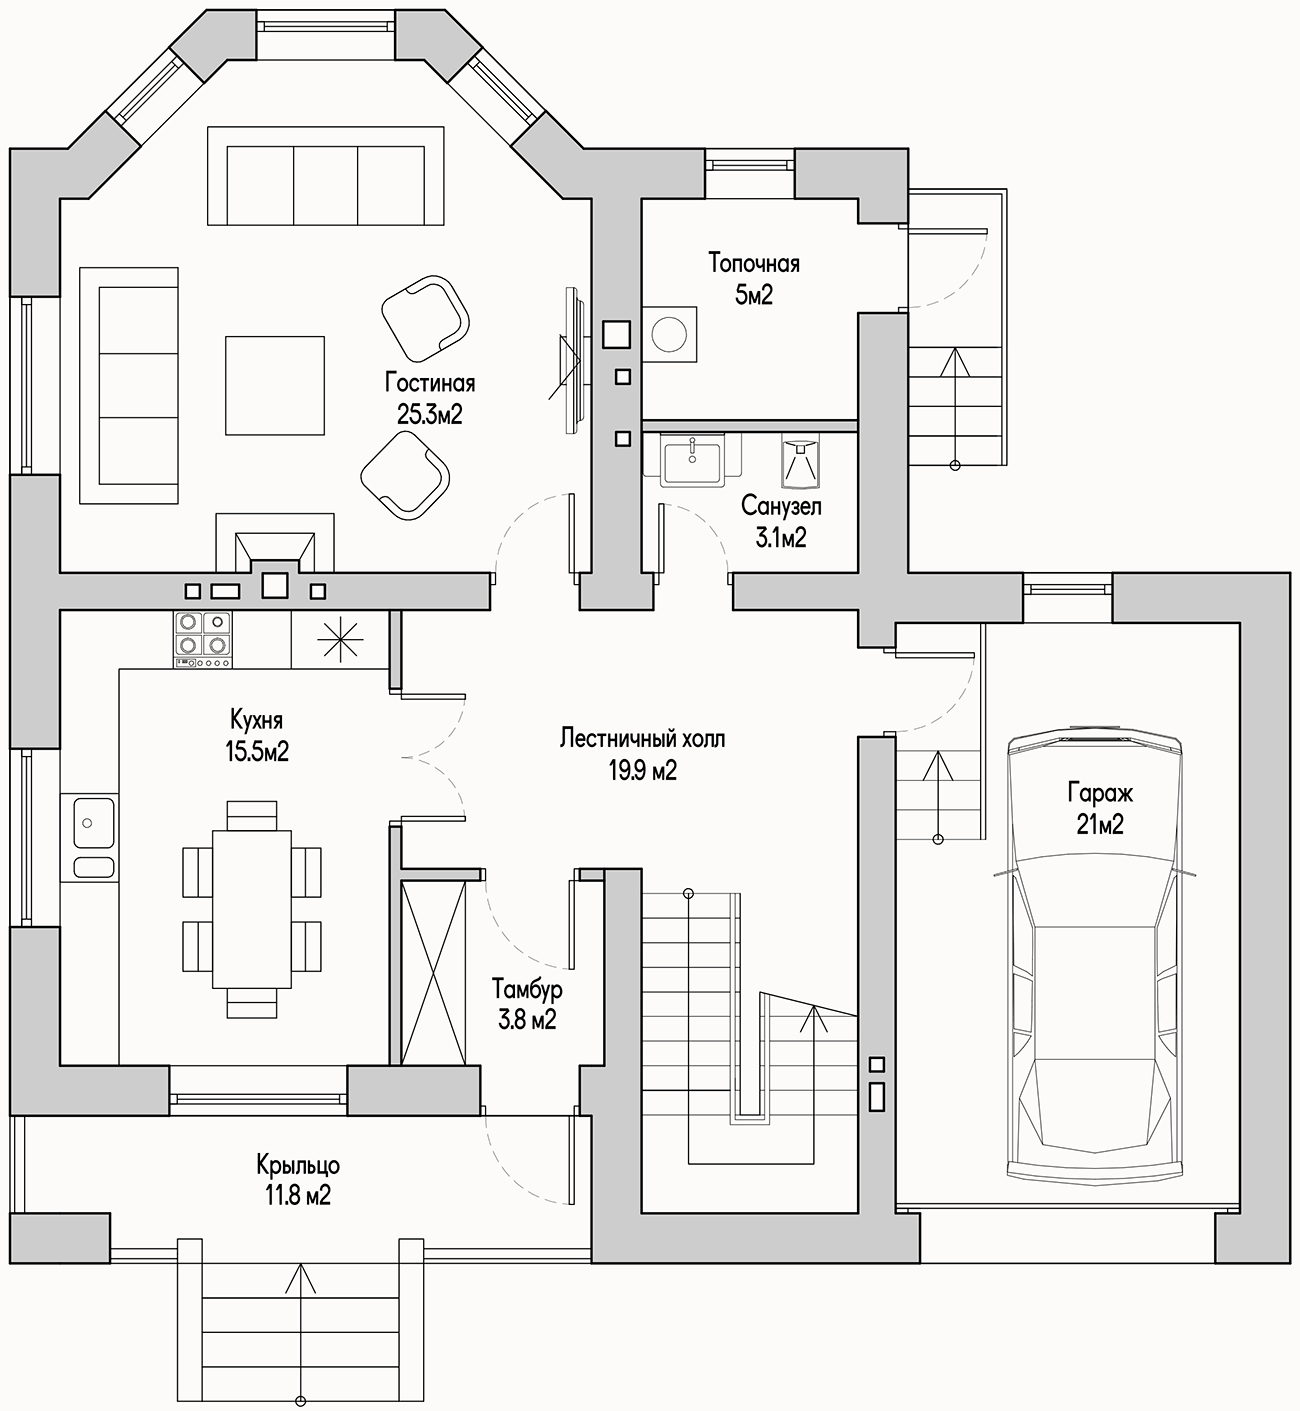 Топочная
5м2
Гостиная
25.3м2
Санузел
3.1м2
Кухня
15.5м2
Лестничный холл
19.9 м2
Гараж
21м2
Тамбур
3.8 м2
Крыльцо
11.8 м2